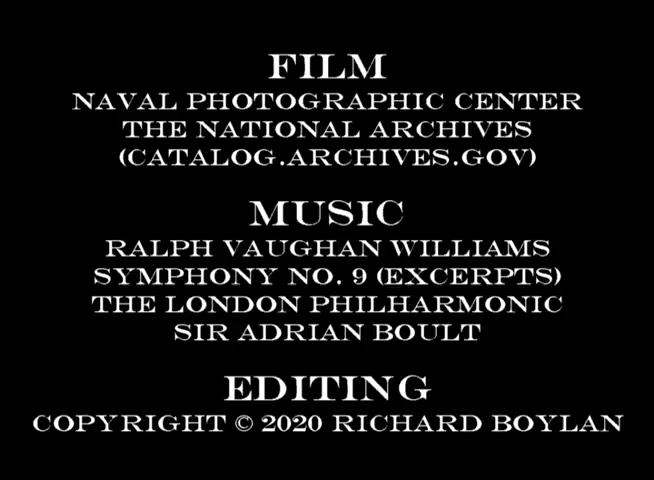 FILM
NAVAL PHOTOGRAPHIC CENTER
THE NATIONAL ARCHIVES
(CATALOG.ARCHIVES.GOV)
MUSIC
RALPH VAUGHAN WILLIAMS
SYMPHONY NO. 9 (EXCERPTS)
THE LONDON PHILHARMONIC
SIR ADRIAN BOULT
EDITING
COPYRIGHT © 2020 RICHARD BOYLAN